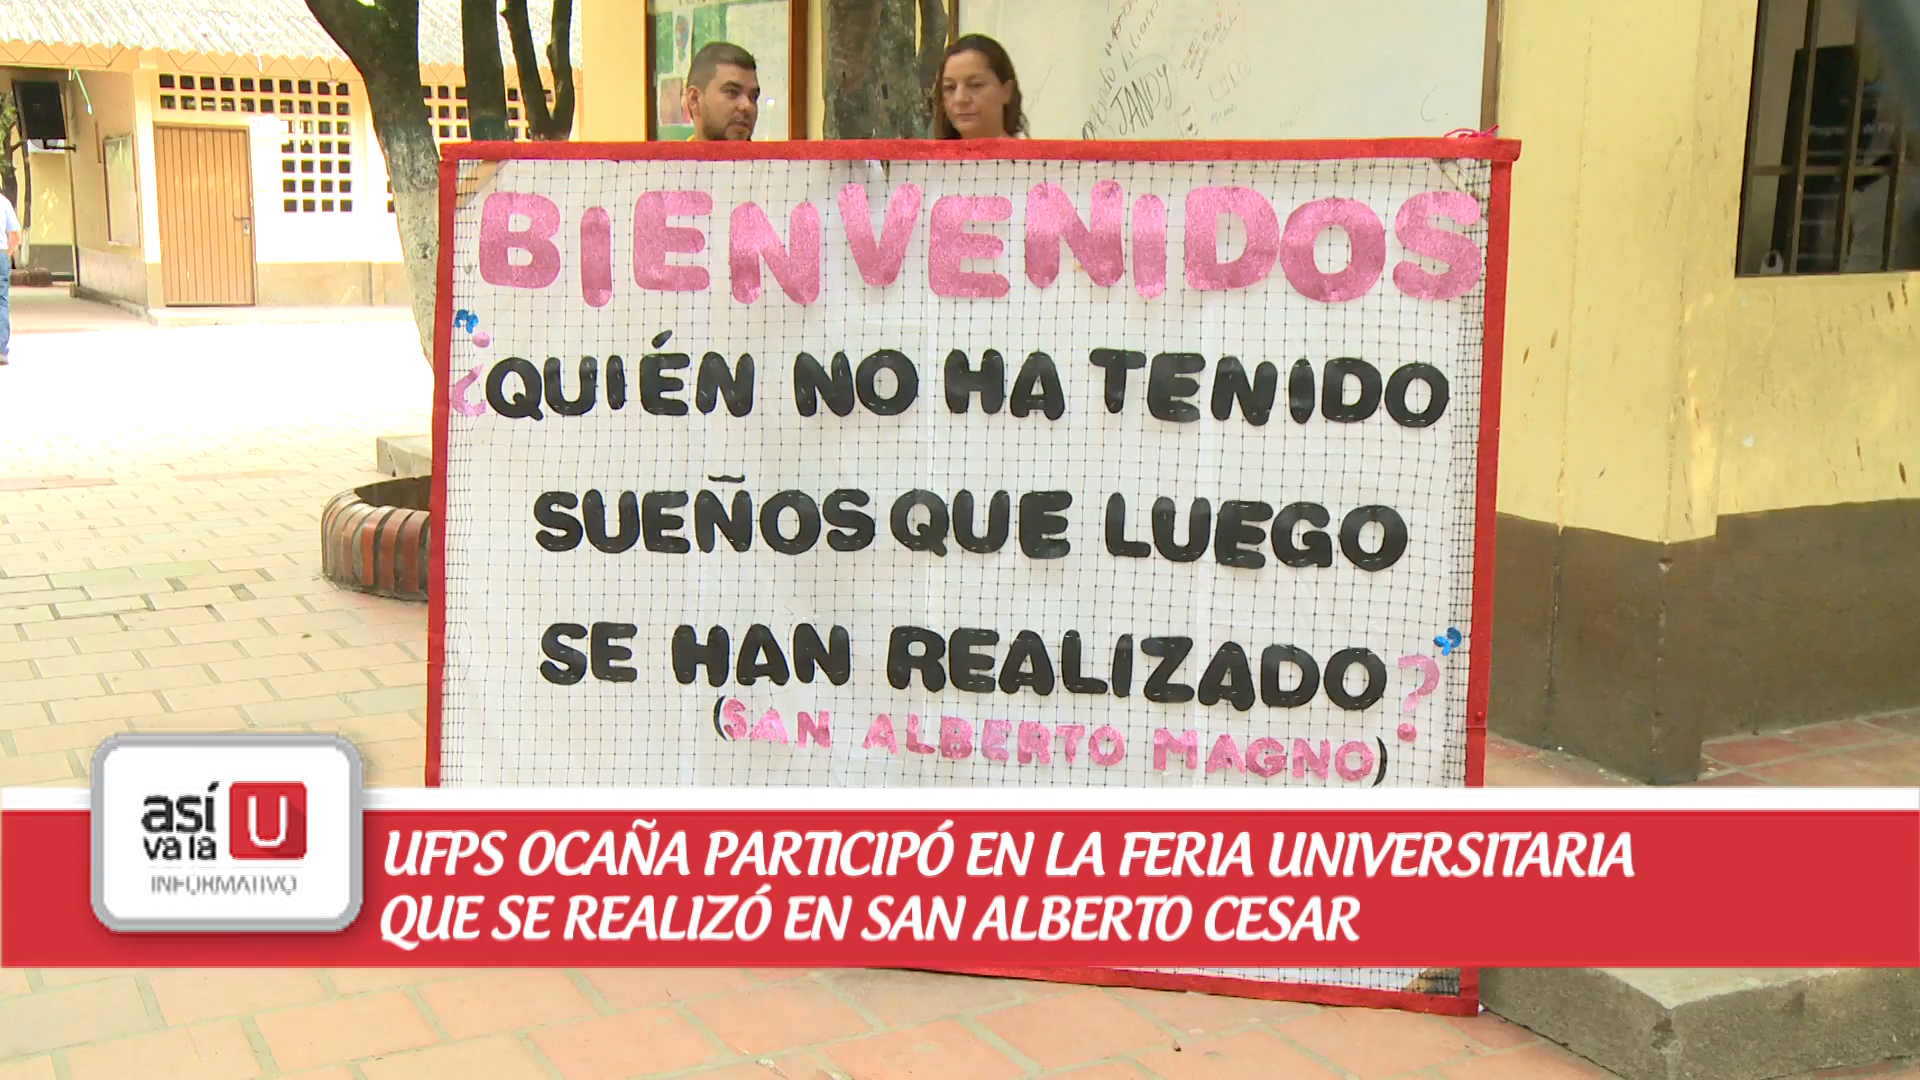 JANDY
BIENVENIDOS
¿QUIÉN NO HA TENIDO
SUEÑOS QUE LUEGO
SE HAN REALIZADO?
(SAN ALBERTO MAGNO)
así
va la
U
INFORMATIVO
UFPS OCAÑA PARTICIPÓ EN LA FERIA UNIVERSITARIA
QUE SE REALIZÓ EN SAN ALBERTO CESAR